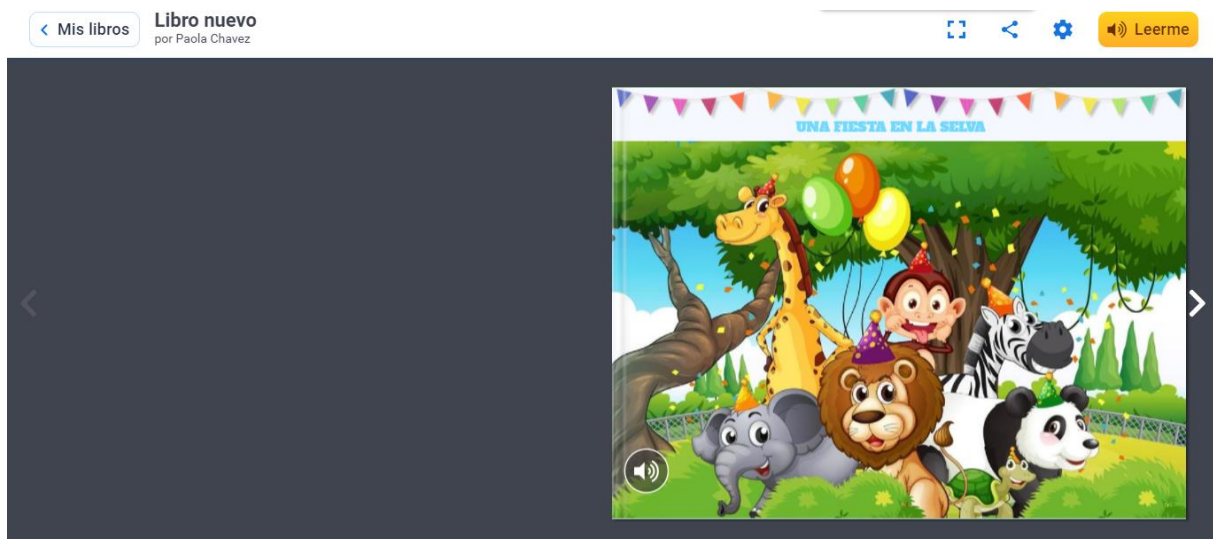 Mis libros
Libro nuevo
por Paola Chavez
Leerme
UNA FIESTA EN LA SELVA